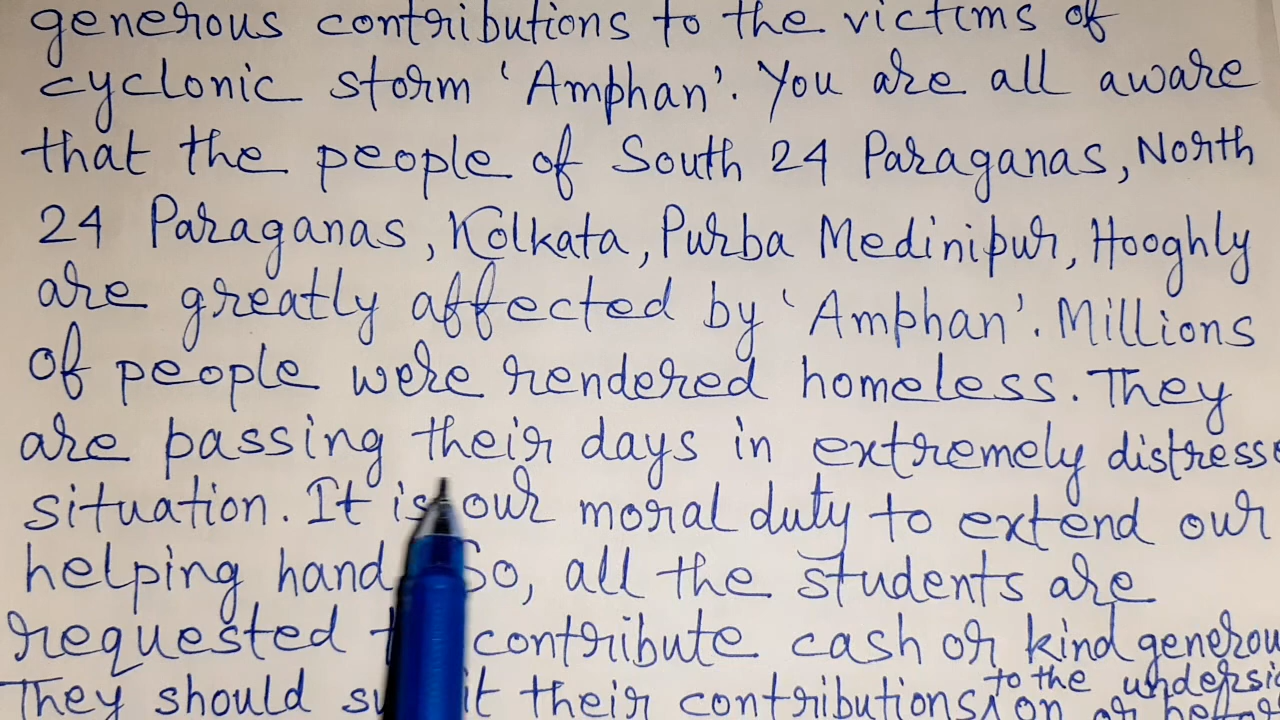 generous contributions to the victims of
cyclonic storm 'Amphan'. You are all aware
that the people of South 24 Paraganas, North
24 Paraganas, Kolkata, Purba Medinipur, Hooghly
are greatly affected by 'Amphan'. Millions
of people were rendered homeless. They
are passing their days in extremely distresse
situation. It is our moral duty to extend our
helping hand So, all the students are
requested contribute cash or kind generou
They should their contributions to the